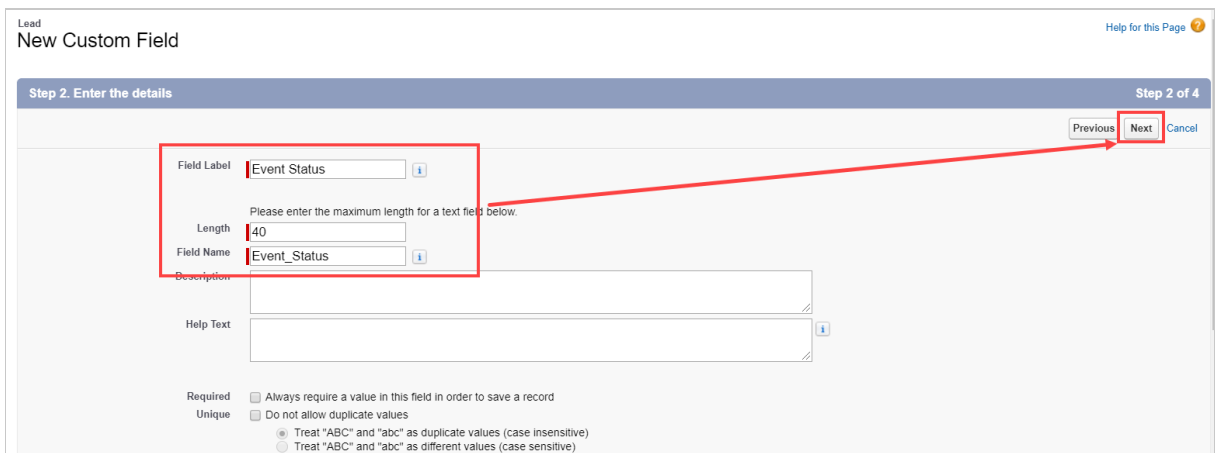 Lead
New Custom Field
Help for this Page
Step 2. Enter the details
Step 2 of 4
Previous
Next
Cancel
Field Label
Event Status
Please enter the maximum length for a text field below.
Length
40
Field Name
Event_Status
Description
Help Text
Required
Always require a value in this field in order to save a record
Unique
Do not allow duplicate values
Treat "ABC" and "abc" as duplicate values (case insensitive)
Treat "ABC" and "abc" as different values (case sensitive)